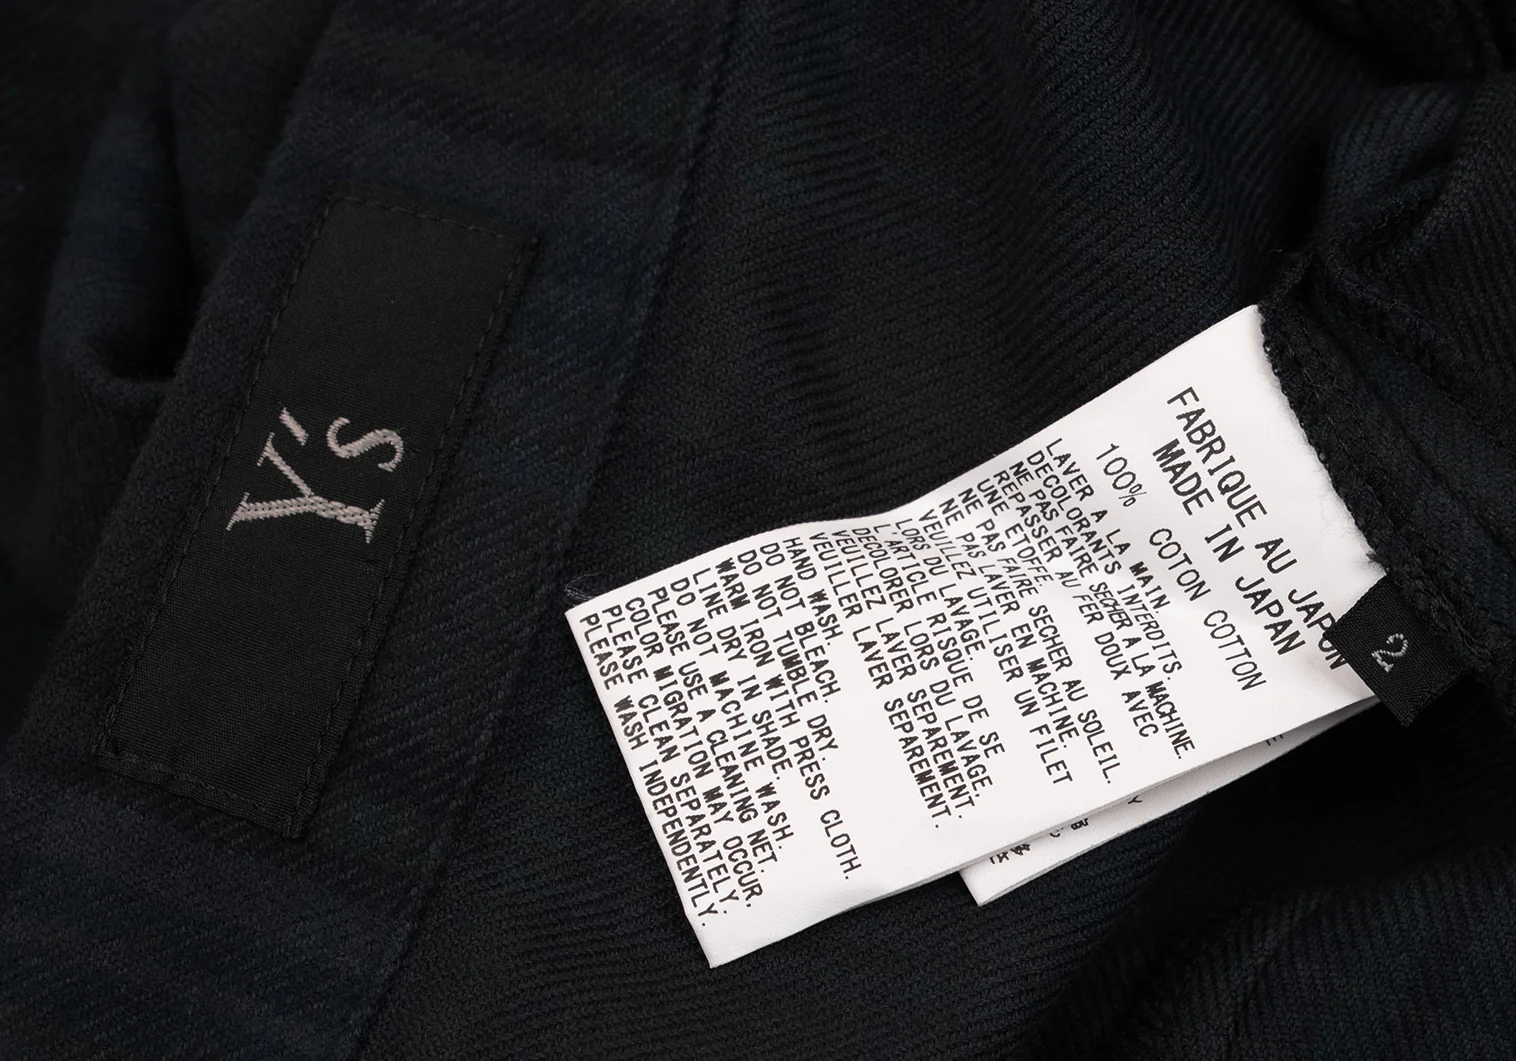 Y's
FABRIQUE AU JAPON
MADE IN JAPAN
100% COTON COTTON
LAVER A LA MAIN
DECOLORANTS INTERDITS.
NE PAS FAIRE SECHER A LA MACHINE.
REPASSER AU FER DOUX AVEC
UNE ETOFFE.
NE PAS FAIRE SECHER AU SOLEIL.
NE PAS LAVER EN MACHINE.
VEUILLEZ UTILISER UN FILET
LORS DU LAVAGE.
L'ARTICLE RISQUE DE SE
DECOLORER LORS DU LAVAGE.
VEUILLEZ LAVER SEPAREMENT.
VEUILLER LAVER SEPAREMENT.
HAND WASH.
DO NOT BLEACH.
DO NOT TUMBLE DRY
WARM IRON WITH PRESS CLOTH.
LINE DRY IN SHADE.
DO NOT MACHINE WASH.
PLEASE USE A CLEANING NET.
COLOR MIGRATION MAY OCCUR.
PLEASE CLEAN SEPARATELY.
PLEASE WASH INDEPENDENTLY.
2